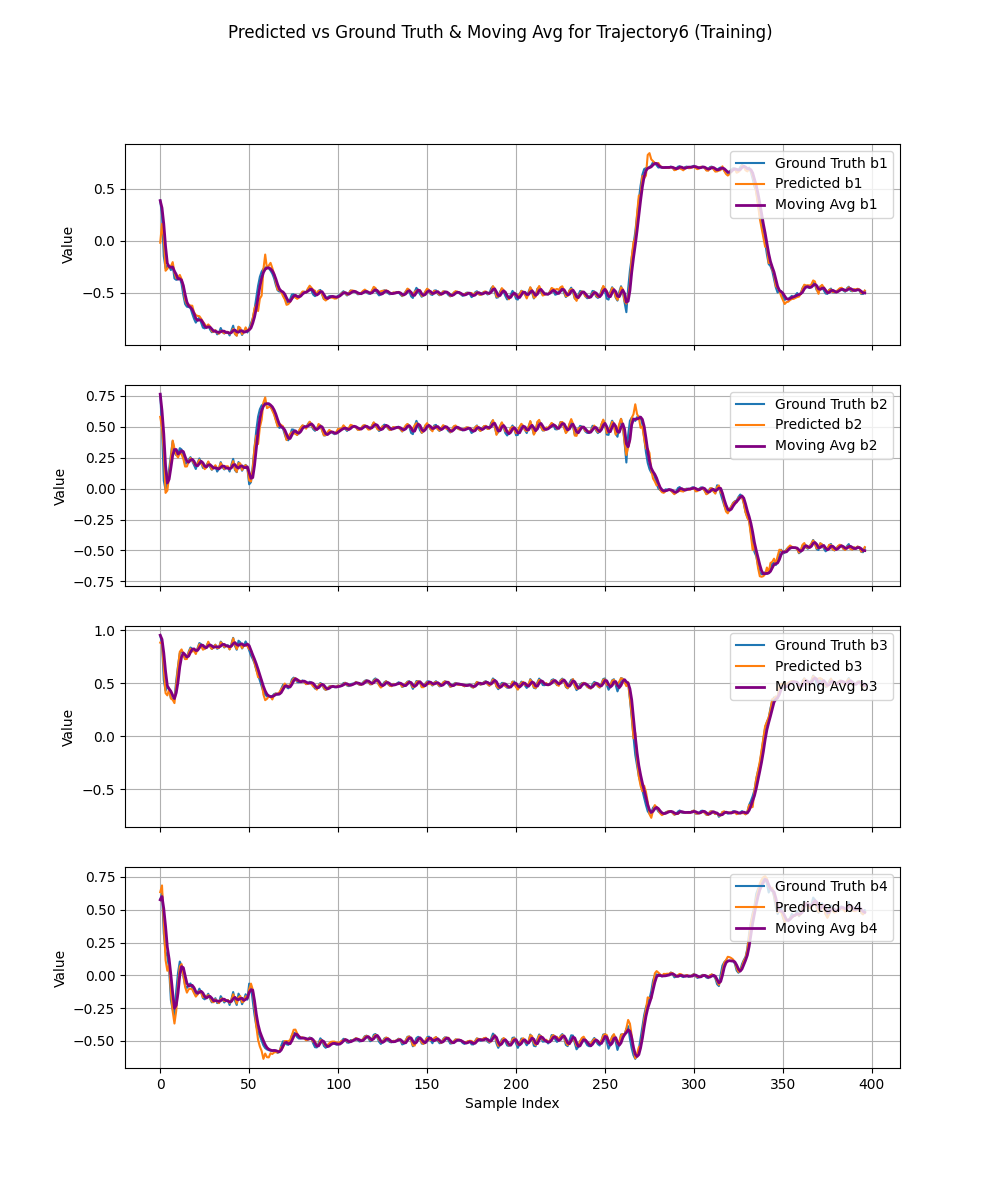 Predicted vs Ground Truth & Moving Avg for Trajectory6 (Training)
Ground Truth b1
Predicted b1
Moving Avg b1
0.5
0.0
−0.5
Value
Ground Truth b2
Predicted b2
Moving Avg b2
0.75
0.50
0.25
0.00
−0.25
−0.50
−0.75
Value
Ground Truth b3
Predicted b3
Moving Avg b3
1.0
0.5
0.0
−0.5
Value
Ground Truth b4
Predicted b4
Moving Avg b4
0.75
0.50
0.25
0.00
−0.25
−0.50
Value
0 50 100 150 200 250 300 350 400
Sample Index